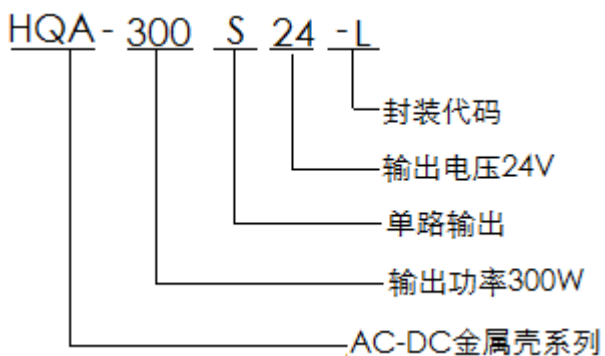 HQA-300 S 24 -L
封装代码
输出电压24V
单路输出
输出功率300W
AC-DC金属壳系列